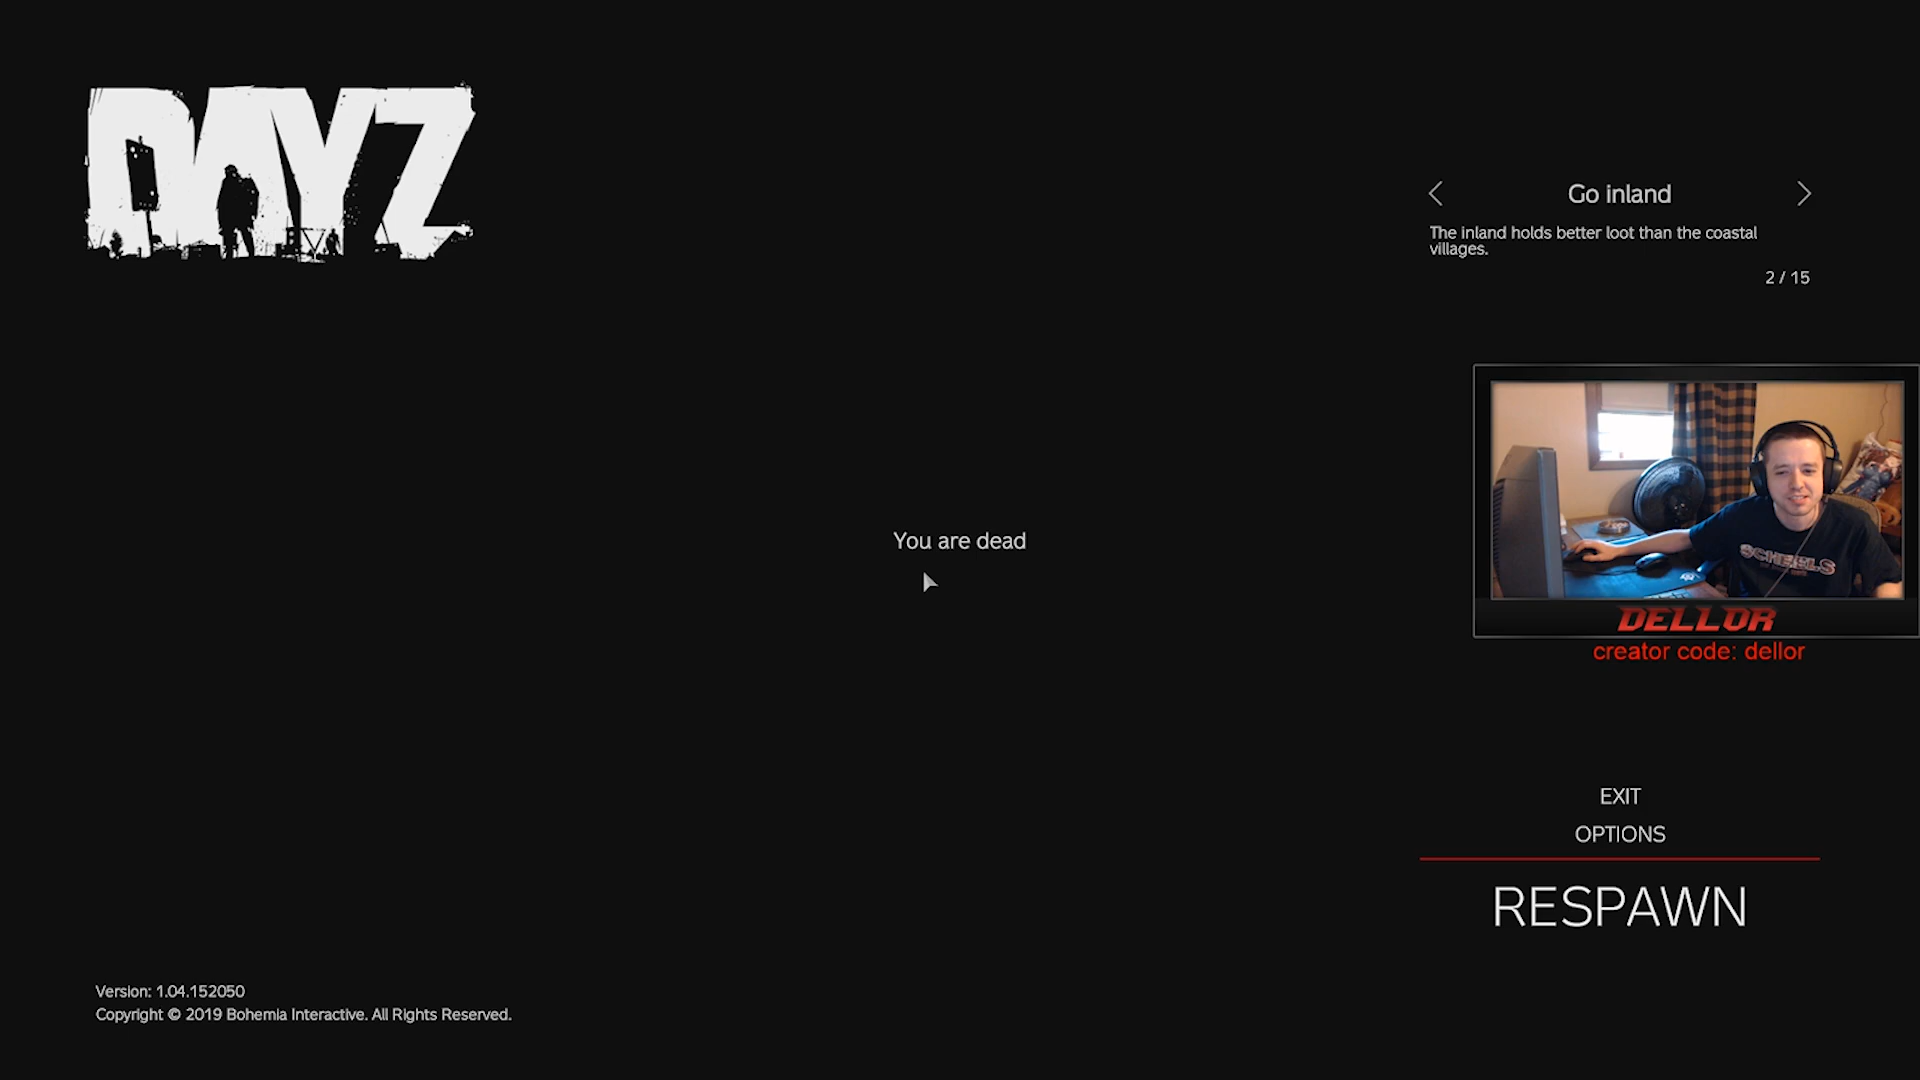 DAYZ
Go inland
The inland holds better loot than the coastal
villages.
2 / 15
You are dead
SCHEELS
DELLOR
creator code: dellor
EXIT
OPTIONS
RESPAWN
Version: 1.04.152050
Copyright © 2019 Bohemia Interactive. All Rights Reserved.